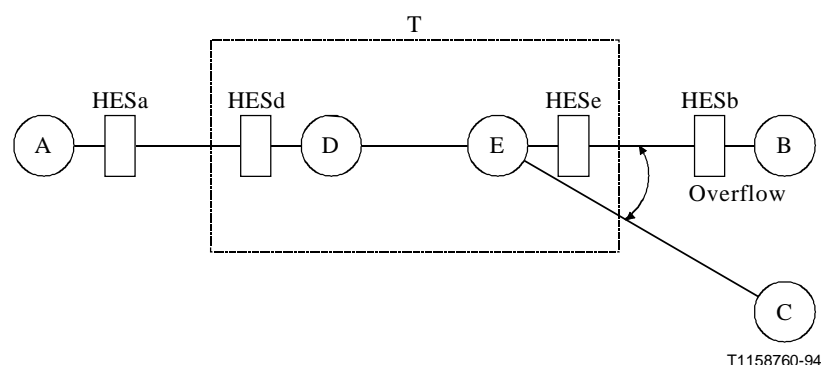 T
HESa
HESd
HESe
HESb
A
D
E
B
Overflow
C
T1158760-94